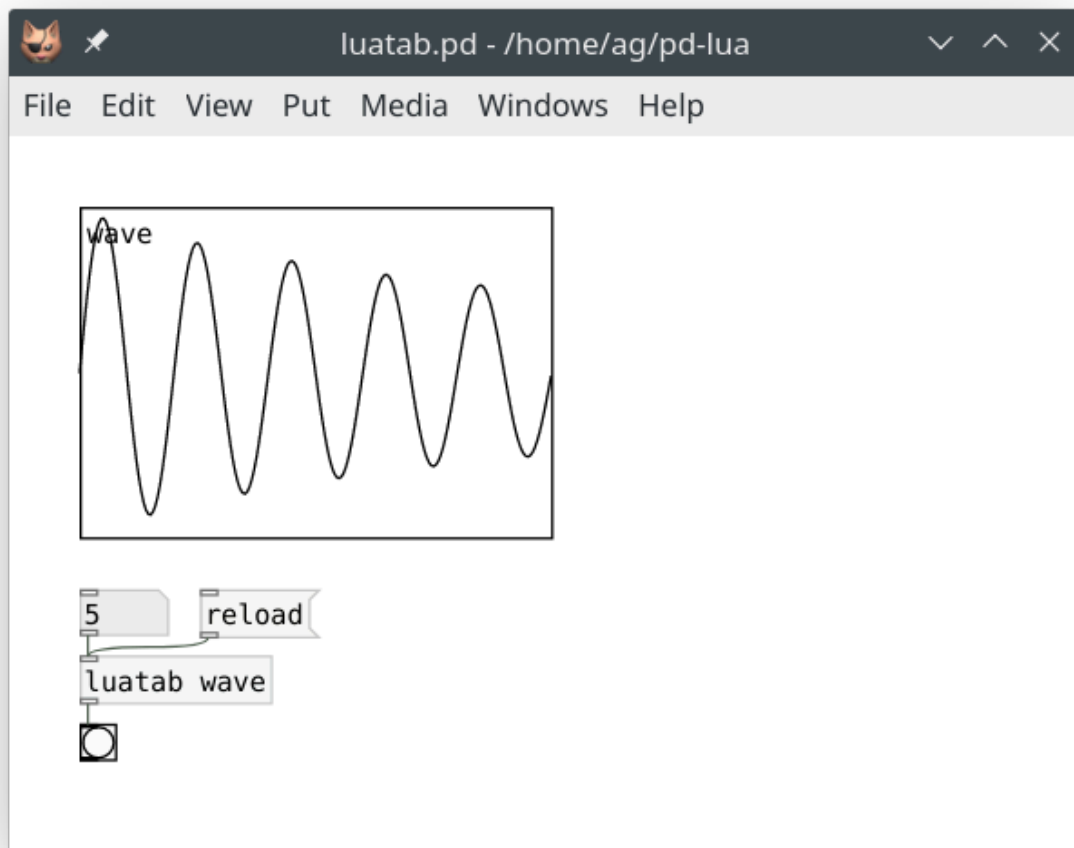 luatab.pd - /home/ag/pd-lua
File Edit View Put Media Windows Help
wave
5 reload
luatab wave